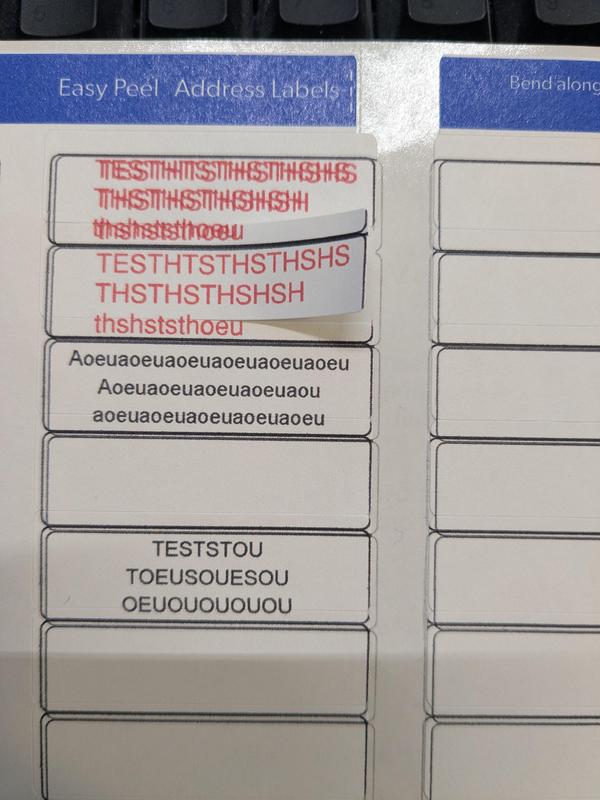 Easy Peel Address Labels
Bend along
TESTHTSTHSTHSHS
THSTHSTHSHSH
thshststhoeu
TESTHTSTHSTHSHS
THSTHSTHSHSH
thshststhoeu
Aoeuaoeuaoeuaoeuaoeuaoeu
Aoeuaoeuaoeuaoeuaou
aoeuaoeuaoeuaoeuaoeu
TESTSTOU
TOEUSOUESOU
OEUOUOUOUOU